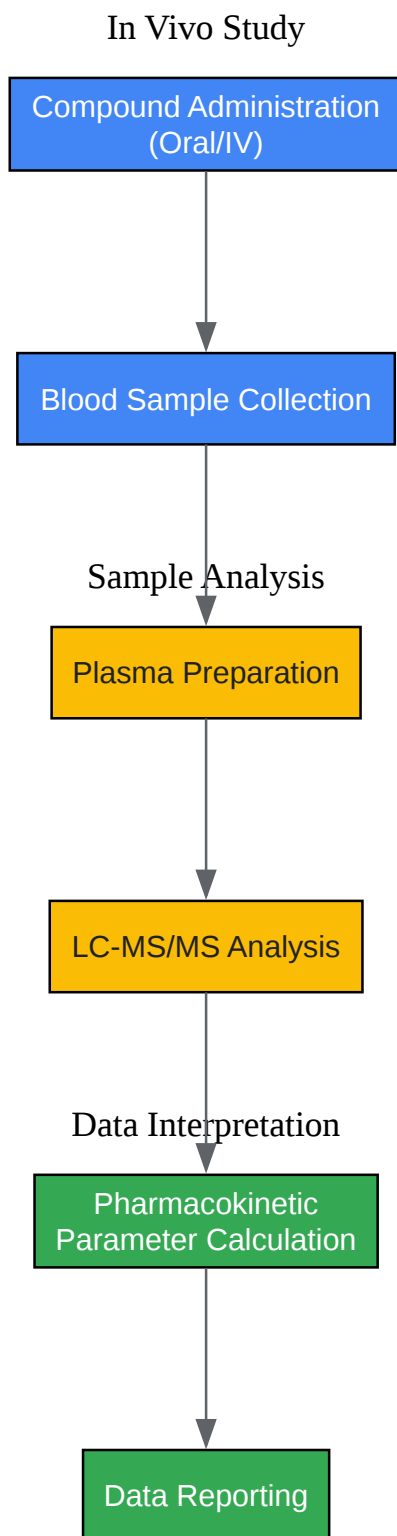 In Vivo Study
Compound Administration
(Oral/IV)
Blood Sample Collection
Sample Analysis
Plasma Preparation
LC-MS/MS Analysis
Data Interpretation
Pharmacokinetic
Parameter Calculation
Data Reporting